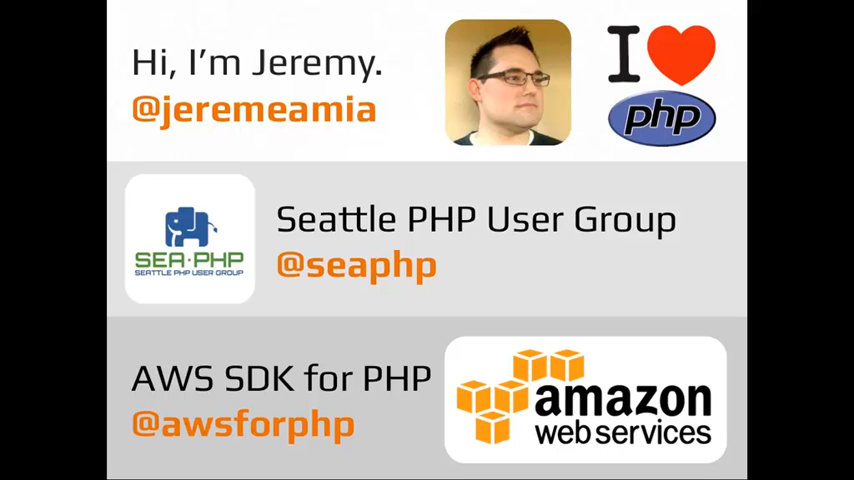 Hi, I'm Jeremy.
@jeremeamia
I
php
Seattle PHP User Group
@seaphp
SEA·PHP
SEATTLE PHP USER GROUP
AWS SDK for PHP
@awsforphp
amazon
web services